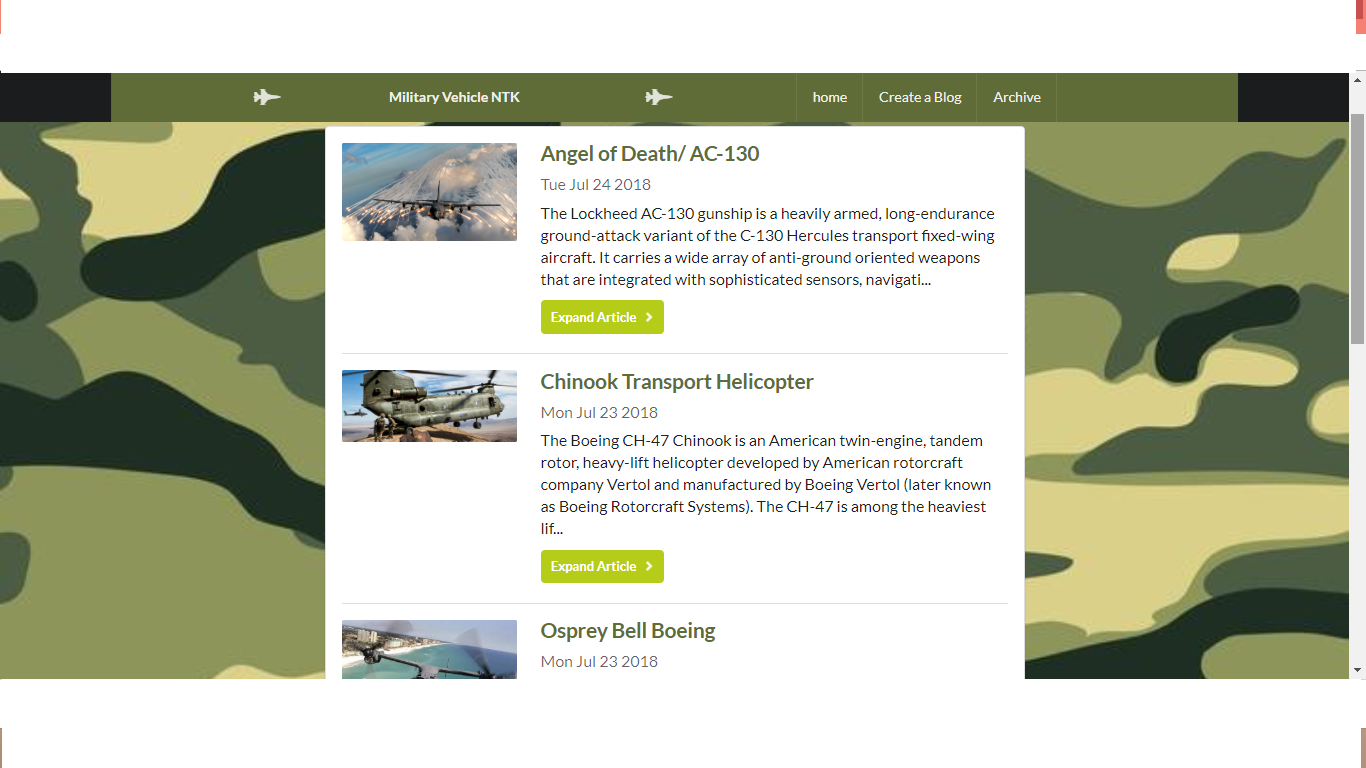 Military Vehicle NTK home Create a Blog Archive
Angel of Death/ AC-130
Tue Jul 24 2018
The Lockheed AC-130 gunship is a heavily armed, long-endurance
ground-attack variant of the C-130 Hercules transport fixed-wing
aircraft. It carries a wide array of anti-ground oriented weapons
that are integrated with sophisticated sensors, navigati...
Expand Article
Chinook Transport Helicopter
Mon Jul 23 2018
The Boeing CH-47 Chinook is an American twin-engine, tandem
rotor, heavy-lift helicopter developed by American rotorcraft
company Vertol and manufactured by Boeing Vertol (later known
as Boeing Rotorcraft Systems). The CH-47 is among the heaviest
lif...
Expand Article
Osprey Bell Boeing
Mon Jul 23 2018